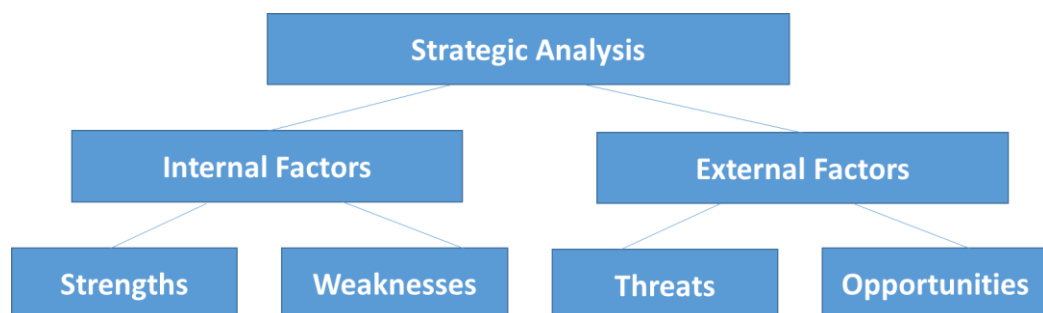 Strategic Analysis
Internal Factors
External Factors
Strengths
Weaknesses
Threats
Opportunities